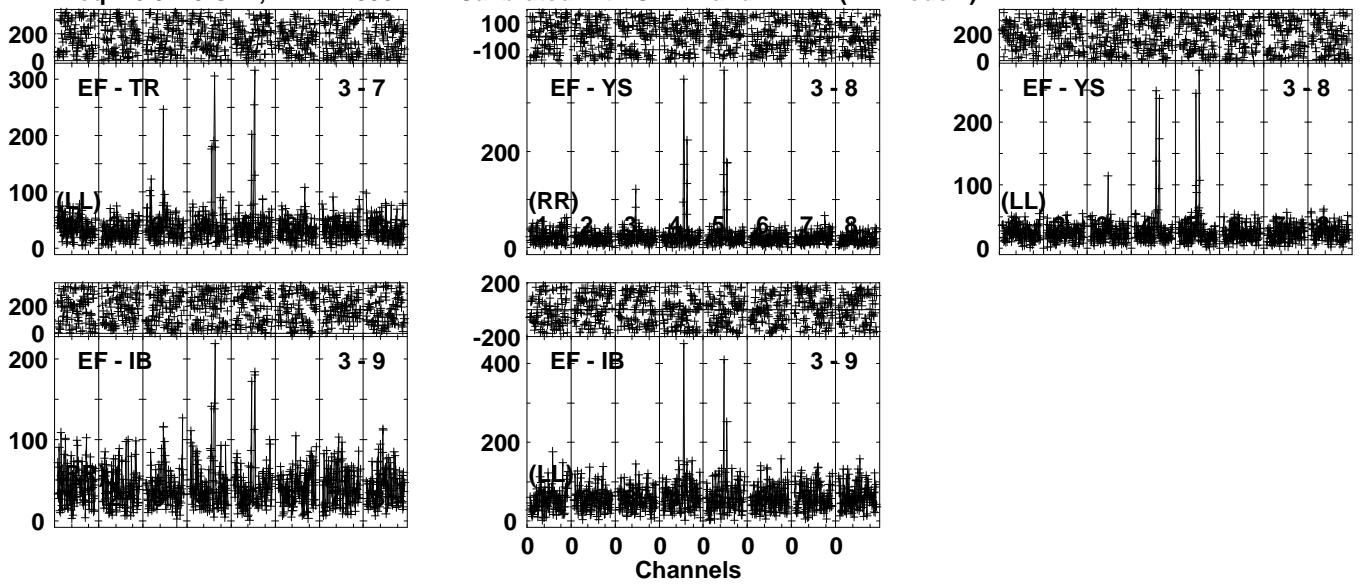 200 100 200
0 -100 0
300 EF - TR 3 - 7 EF - YS 3 - 8 EF - YS 3 - 8
200 200 200
100 100
(LL) (RR) (LL)
1 2 3 4 5 6 7 8
0 0 0
200 200
0 -200
200 EF - IB 3 - 9 400 EF - IB 3 - 9
100 200
(LL)
0 0
0 0 0 0 0 0 0 0
Channels